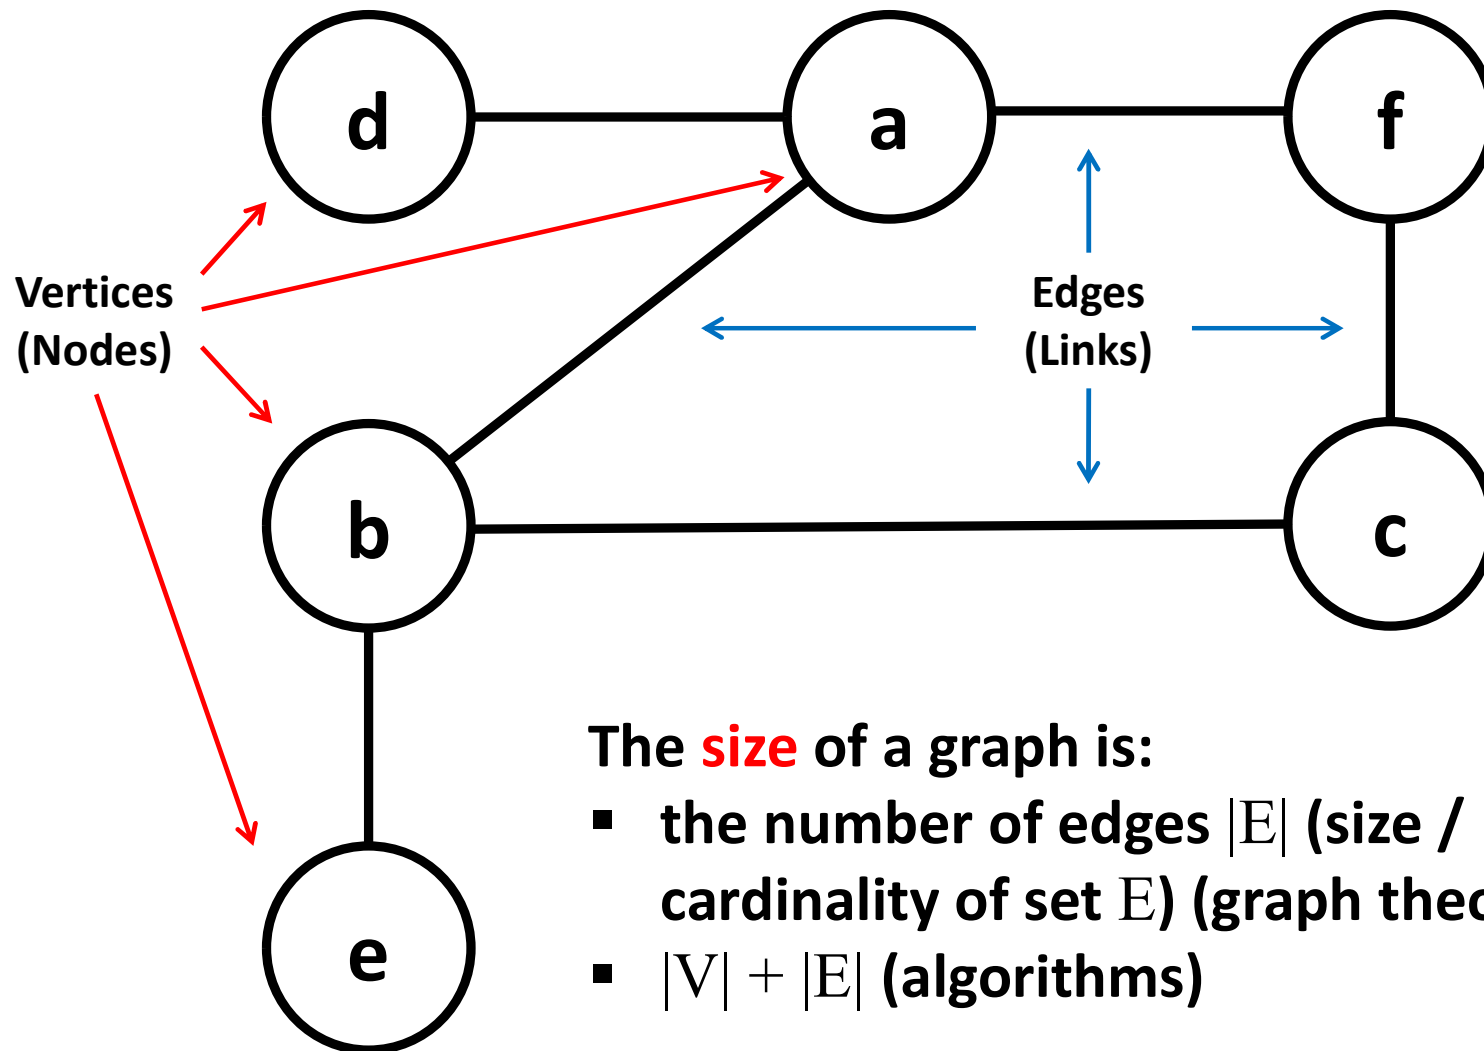 d
a
f
Vertices
(Nodes)
Edges
(Links)
b
c
e
The size of a graph is:
▪ the number of edges |E| (size /
cardinality of set E) (graph
▪ |V| + |E| (algorithms)